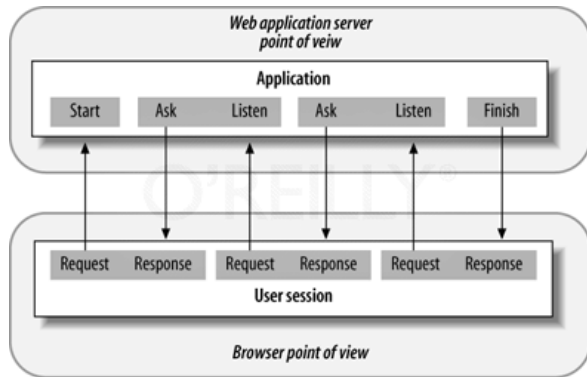 Web application server
point of veiw
Application
Start Ask Listen Ask Listen Finish
O'REILLY®
Request Response Request Response Request Response
User session
Browser point of view